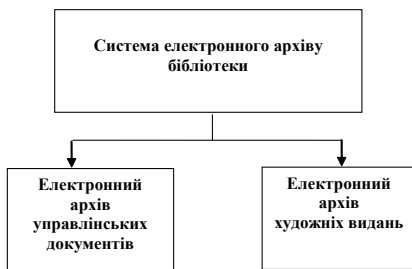 Система електронного архіву
бібліотеки
Електронний
архів
управлінських
документів
Електронний
архів
художніх видань